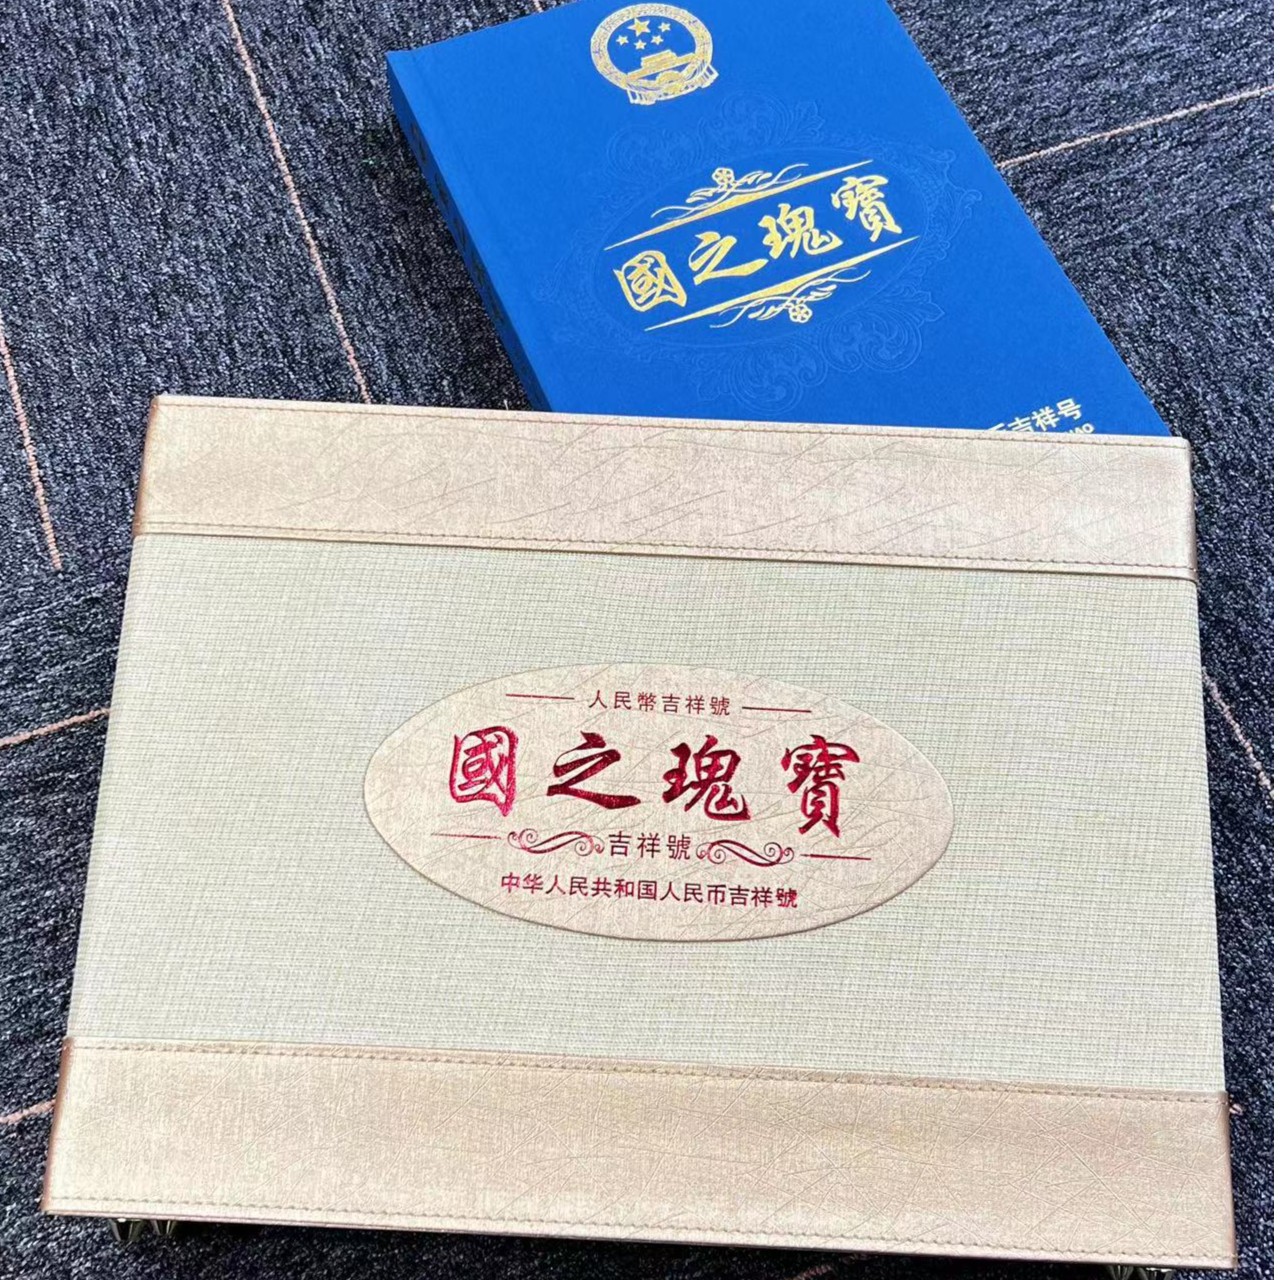 國之瑰寶
吉祥号
人民幣吉祥號
國之瑰寶
吉祥號
中华人民共和国人民币吉祥號